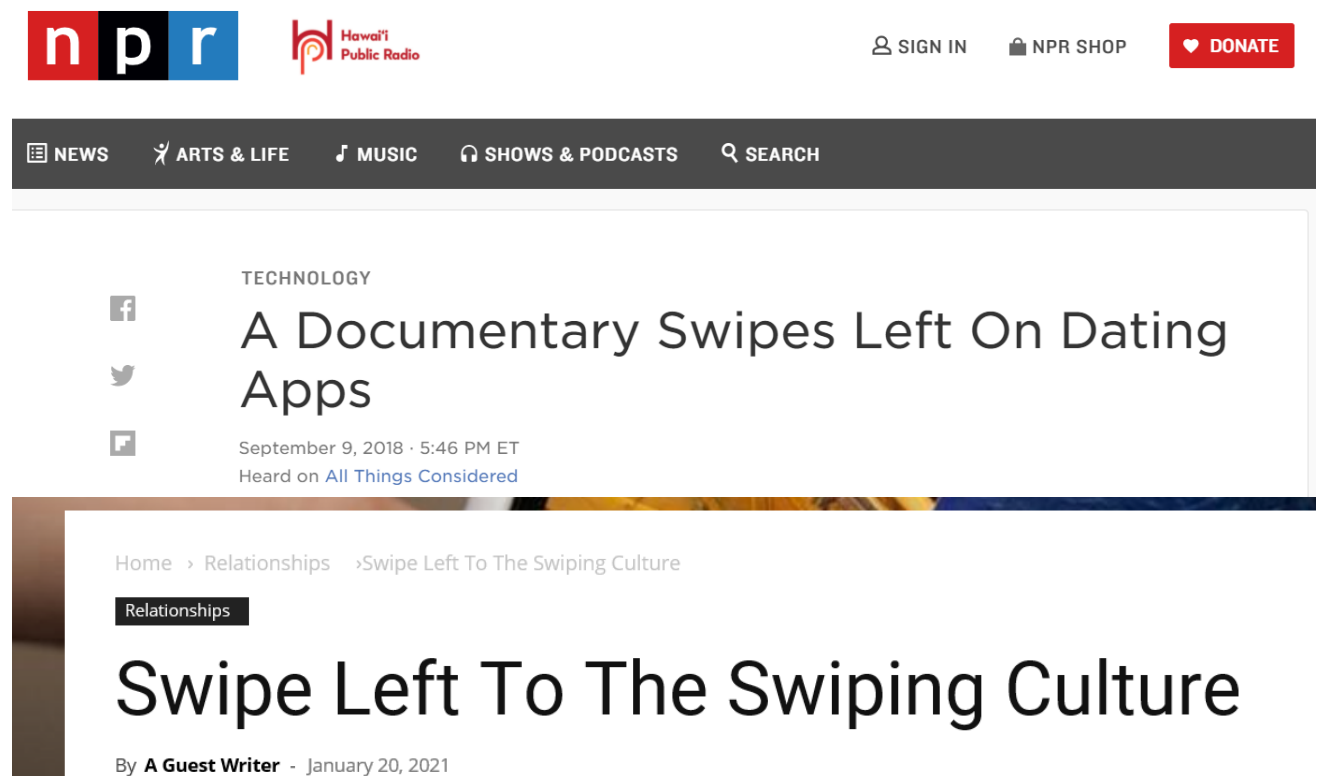 npr
Hawai'i
Public Radio
SIGN IN
NPR SHOP
DONATE
NEWS
ARTS & LIFE
MUSIC
SHOWS & PODCASTS
SEARCH
TECHNOLOGY
A Documentary Swipes Left On Dating
Apps
September 9, 2018 · 5:46 PM ET
Heard on All Things Considered
Home › Relationships ›Swipe Left To The Swiping Culture
Relationships
Swipe Left To The Swiping Culture
By A Guest Writer - January 20, 2021